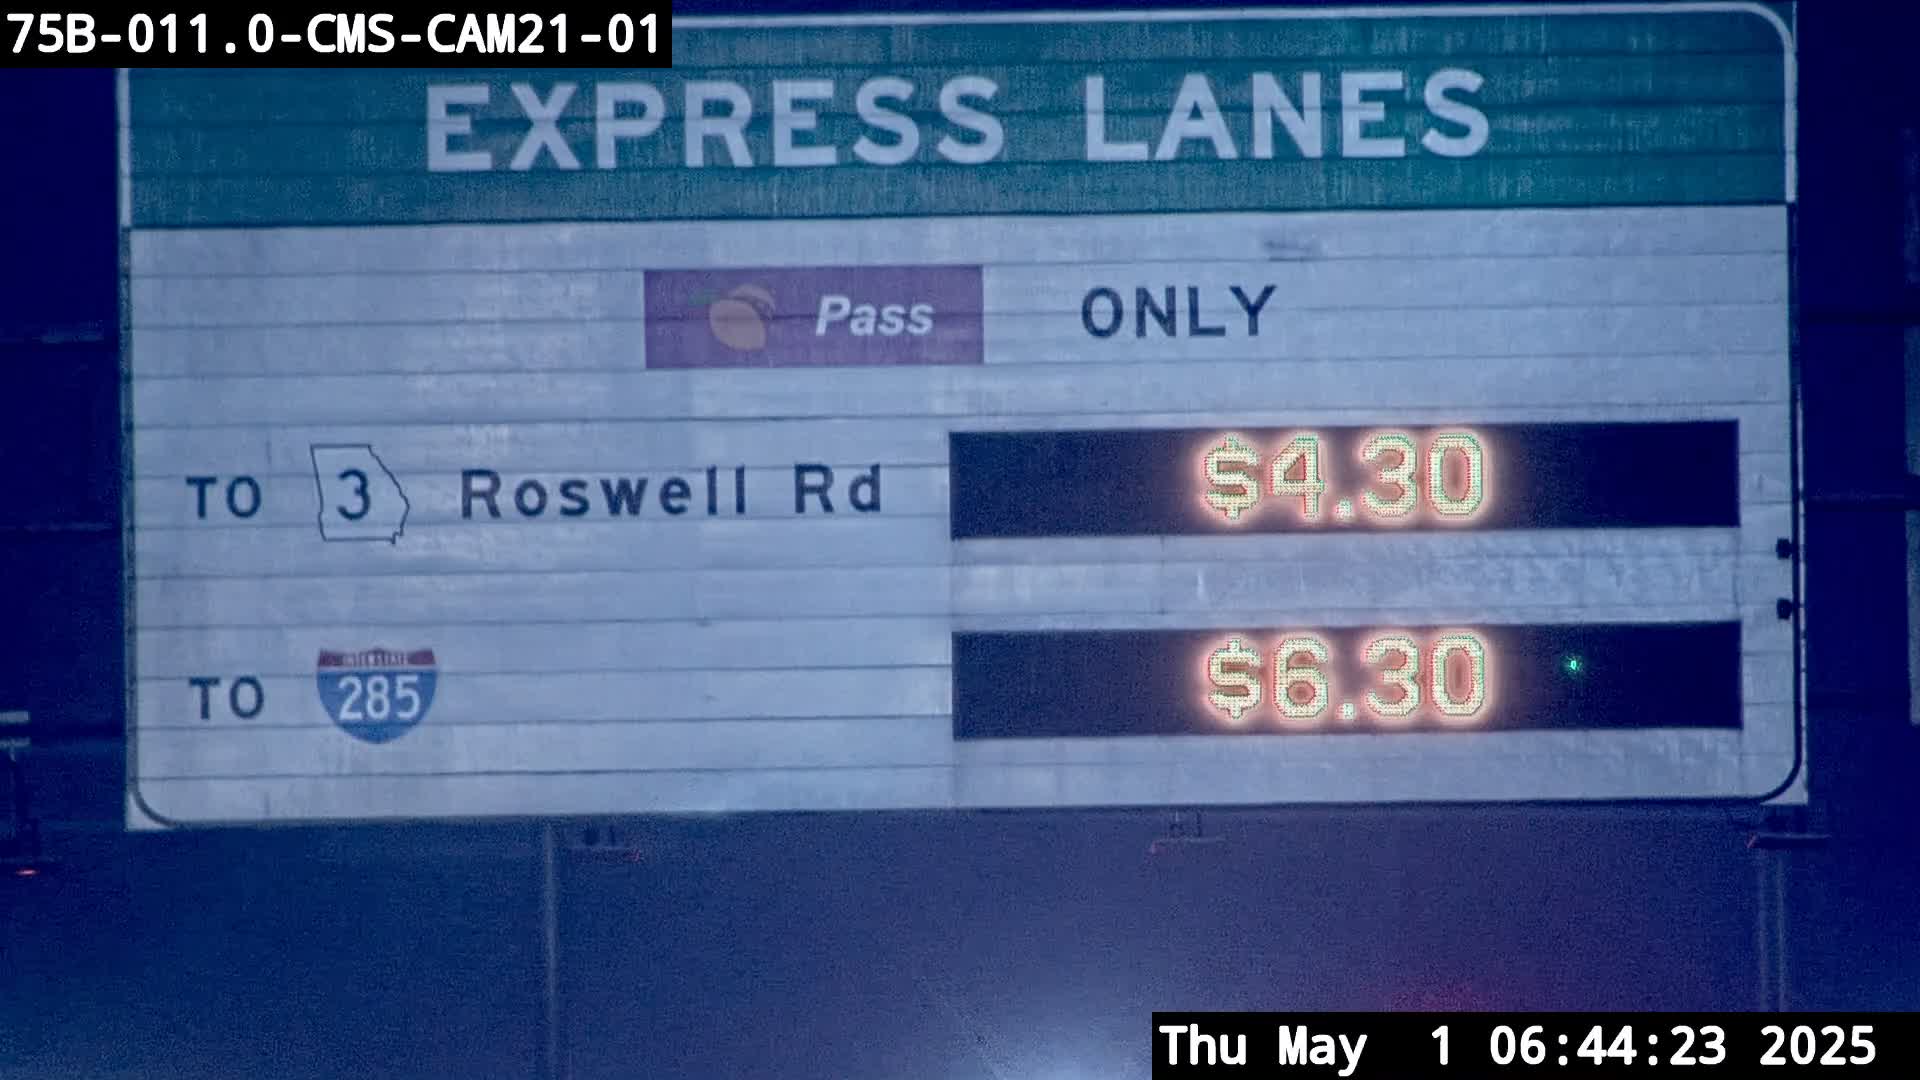 75B-011.0-CMS-CAM21-01
EXPRESS LANES
Pass ONLY
TO 3 Roswell Rd $4.30
INTERSTATE
TO 285 $6.30
Thu May 1 06:44:23 2025